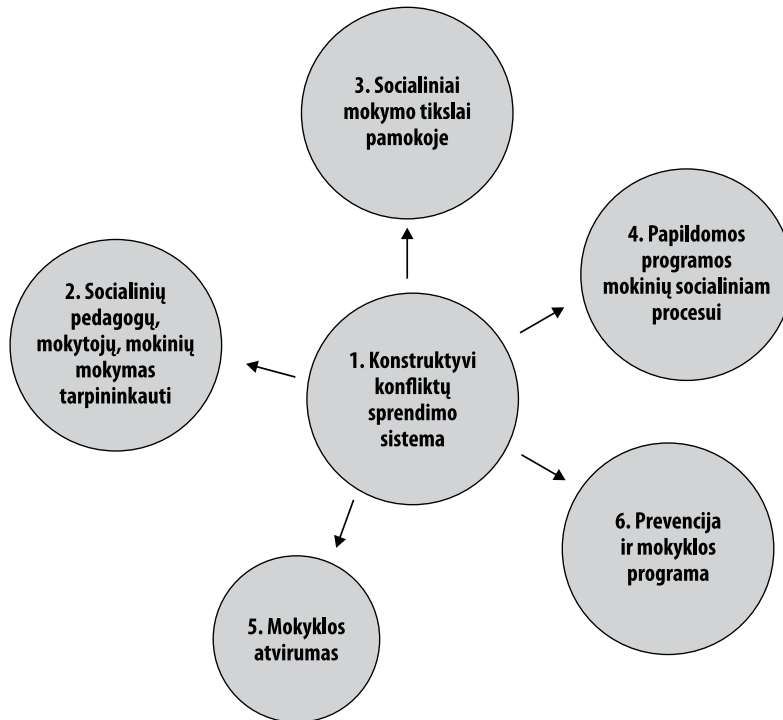 3. Socialiniai
mokymo tikslai
pamokoje
4. Papildomos
programos
mokinių socialiniam
procesui
2. Socialinių
pedagogų,
mokytojų, mokinių
mokymas
tarpininkauti
1. Konstruktyvi
konfliktų
sprendimo
sistema
6. Prevencija
ir mokyklos
programa
5. Mokyklos
atvirumas